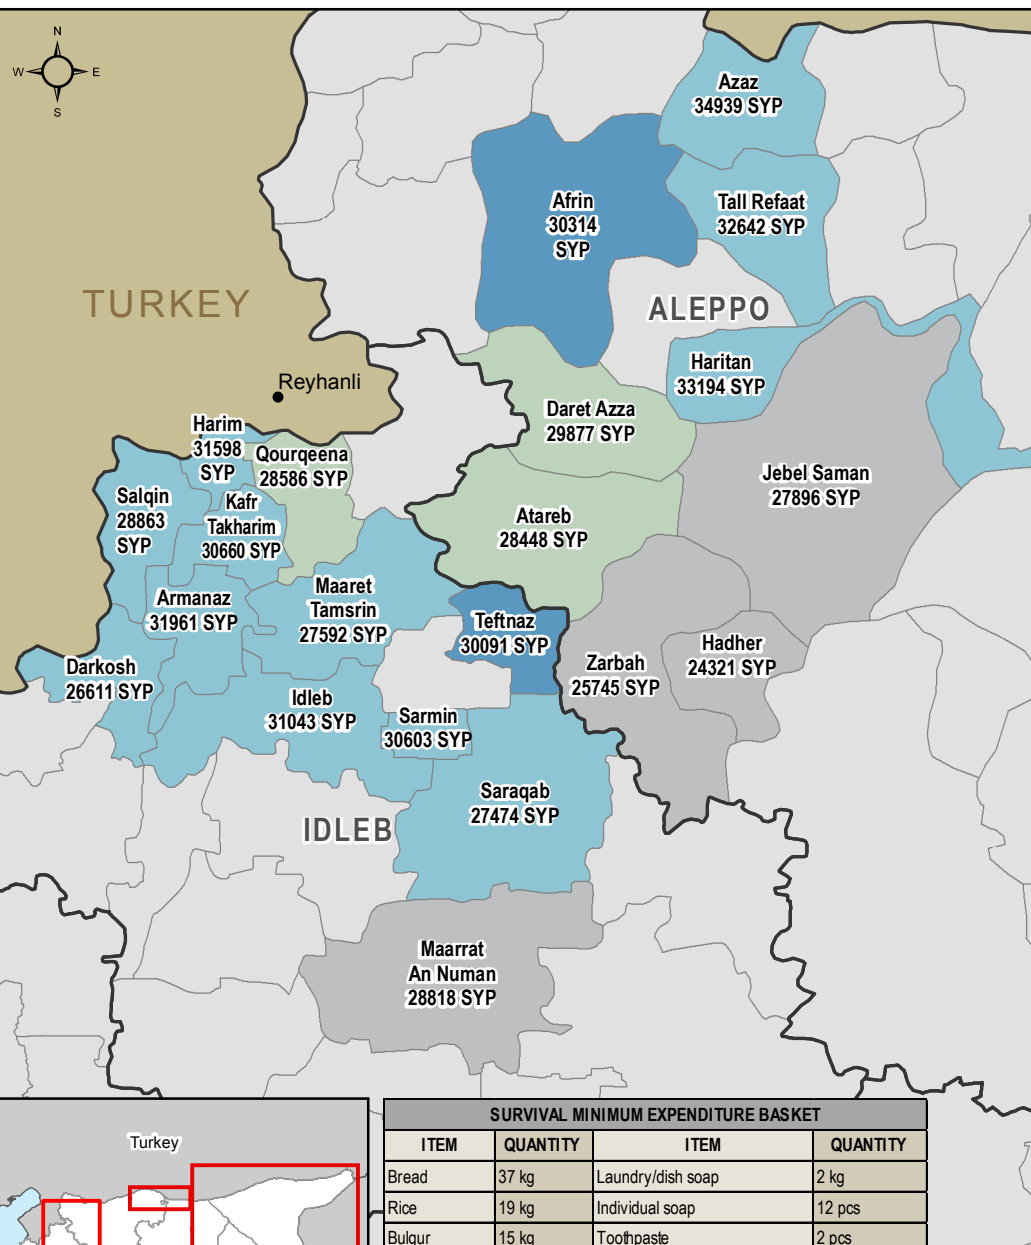 N
W E
S
Azaz
34939 SYP
Afrin
30314
SYP
Tall Refaat
32642 SYP
TURKEY
ALEPPO
Reyhanli
Haritan
33194 SYP
Daret Azza
29877 SYP
Harim
31598
SYP
Qourqeena
28586 SYP
Jebel Saman
27896 SYP
Salqin
28863
SYP
Kafr
Takharim
30660 SYP
Atareb
28448 SYP
Armanaz
31961 SYP
Maaret
Tamsrin
27592 SYP
Teftnaz
30091 SYP
Hadher
24321 SYP
Zarbah
25745 SYP
Darkosh
26611 SYP
Idleb
31043 SYP
Sarmin
30603 SYP
Saraqab
27474 SYP
IDLEB
Maarrat
An Numan
28818 SYP
Turkey
SURVIVAL MINIMUM EXPENDITURE BASKET
ITEM QUANTITY ITEM QUANTITY
Bread 37 kg Laundry/dish soap 2 kg
Rice 19 kg Individual soap 12 pcs
Bulgur 15 kg Toothpaste 2 pcs